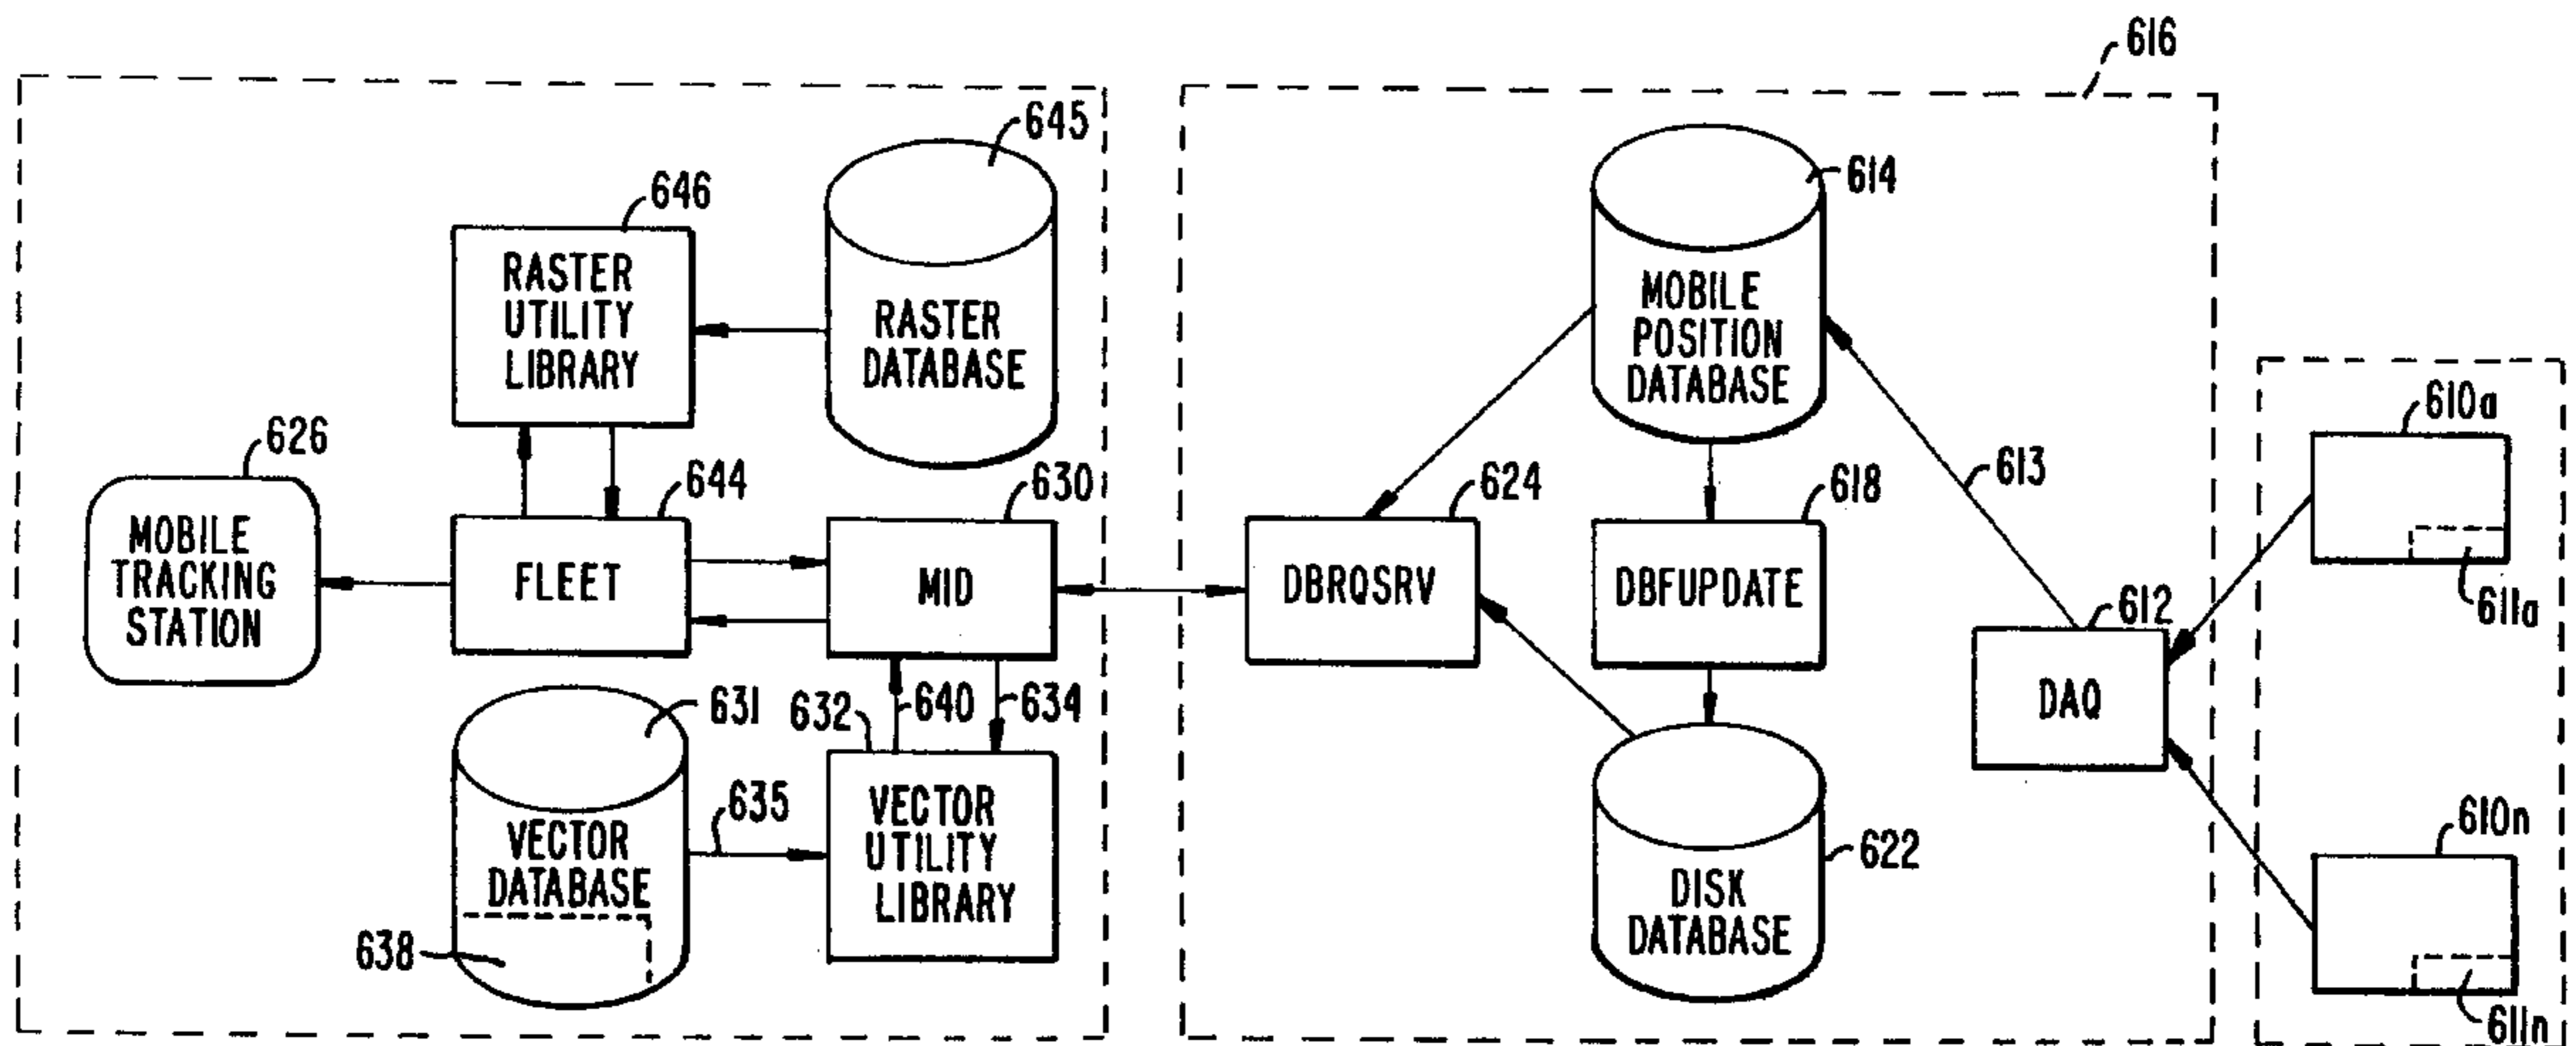 616
645
614
646
RASTER
UTILITY
LIBRARY
RASTER
DATABASE
MOBILE
POSITION
DATABASE
610a
626
644
630
624
618
613
MOBILE
TRACKING
STATION
FLEET
MID
DBRQSRV
DBFUPDATE
611a
612
DAQ
631
632
640
634
635
VECTOR
DATABASE
VECTOR
UTILITY
LIBRARY
638
622
DISK
DATABASE
610n
611n